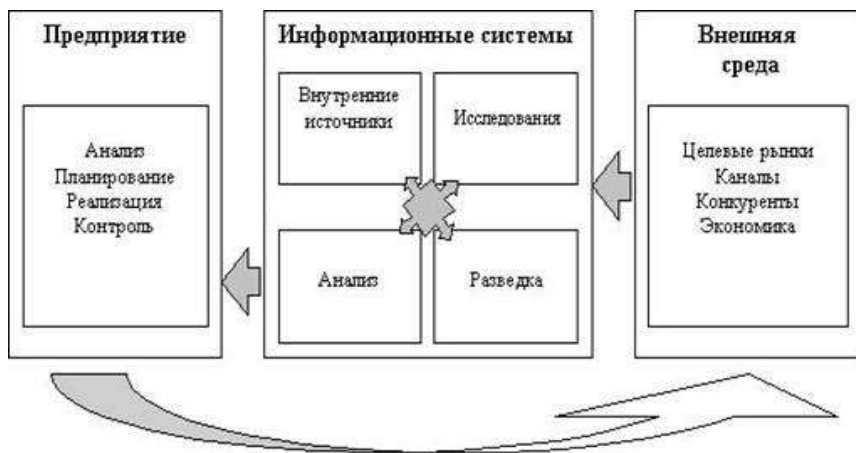 Предприятие
Анализ
Планирование
Реализация
Контроль
Информационные системы
Внутренние
источники
Исследования
Анализ
Разведка
Внешняя
среда
Целевые рынки
Каналы
Конкуренты
Экономика